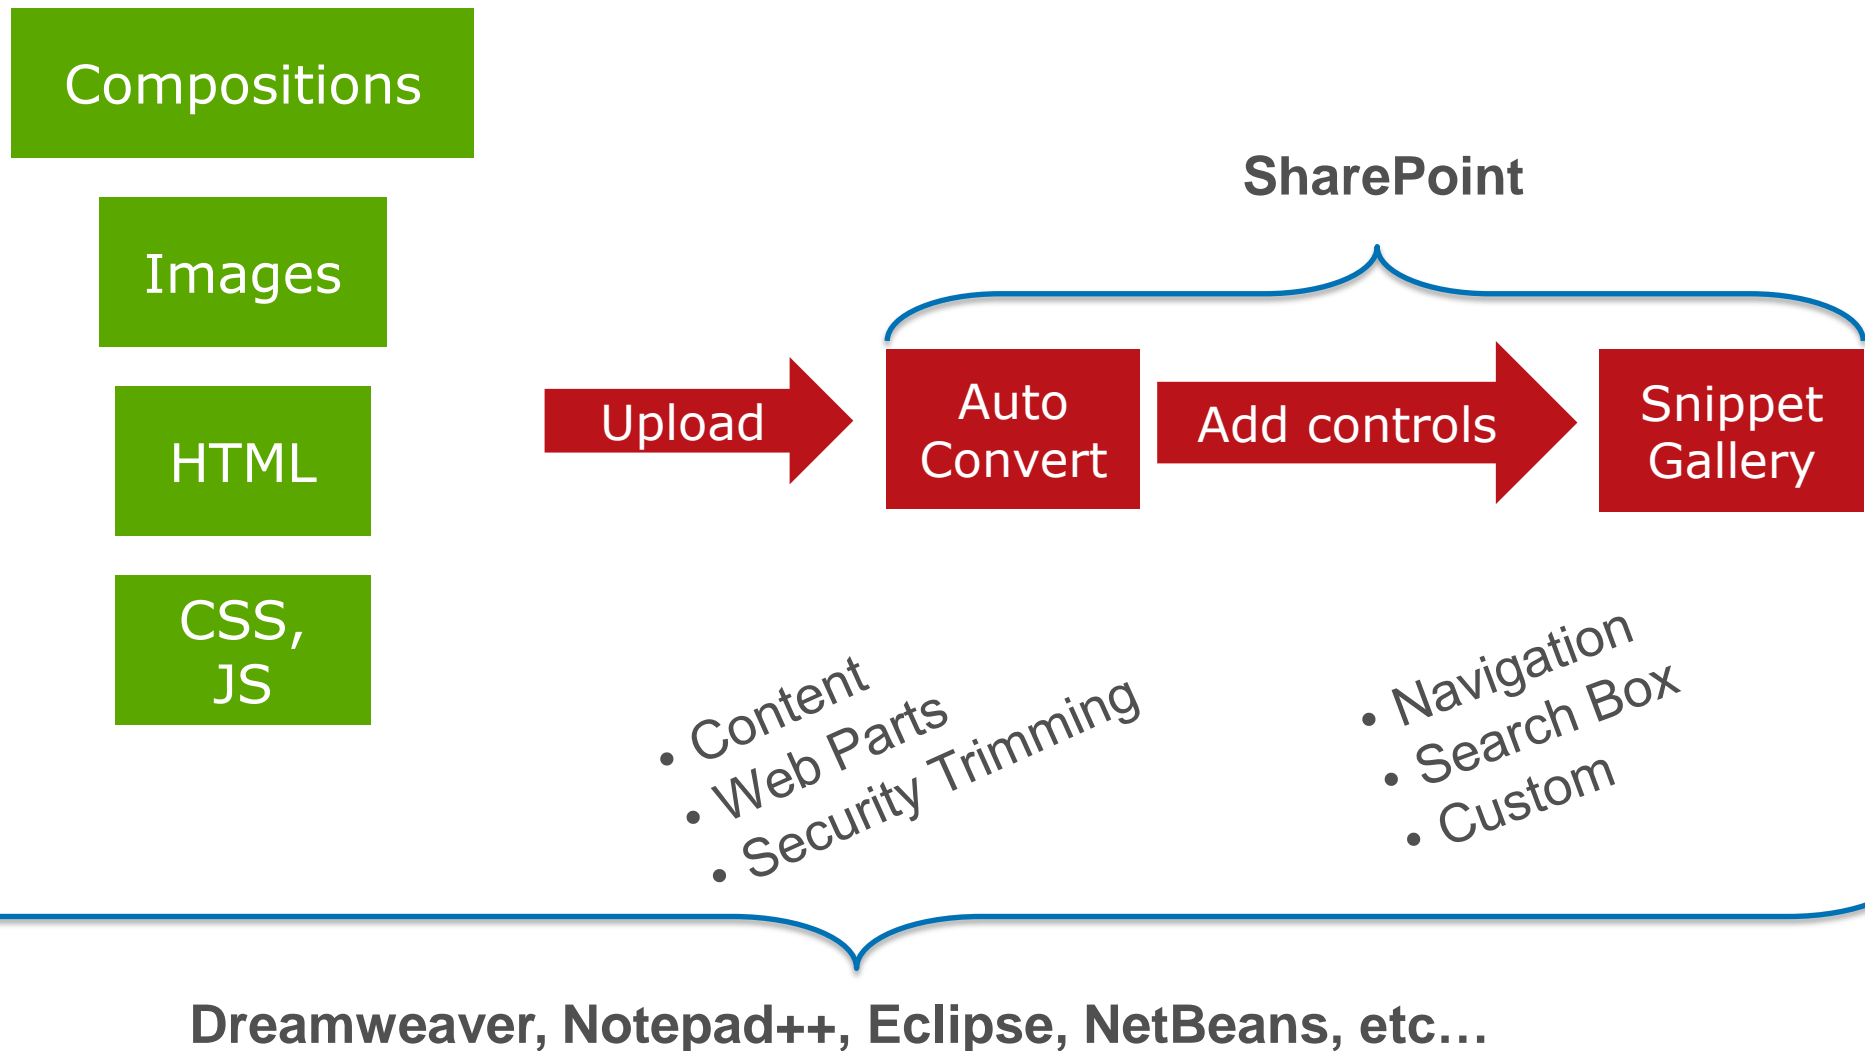 Compositions
Images
HTML
CSS,
JS
SharePoint
Upload
Auto
Convert
Add controls
Snippet
Gallery
• Content
• Web Parts
• Security Trimming
• Navigation
• Search Box
• Custom
Dreamweaver, Notepad++, Eclipse, NetBeans, etc…